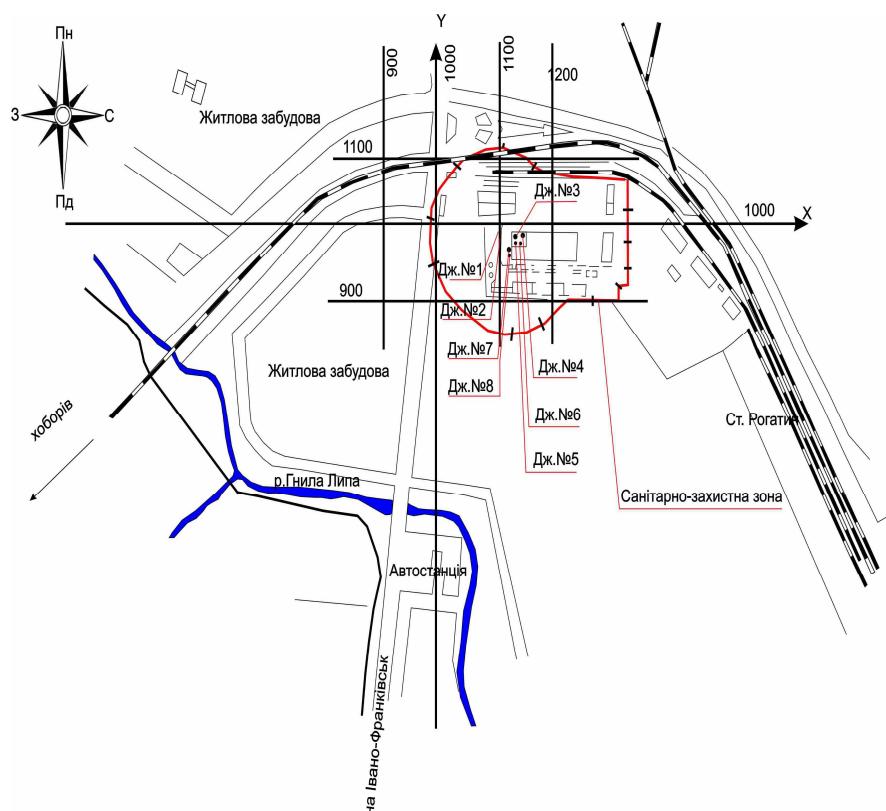 Y
Пн
З
С
Пд
900
1000
1100
1200
Житлова забудова
1100
Дж.№3
1000
X
Дж.№1
900
Дж.№2
Дж.№7
Житлова забудова
Дж.№4
Дж.№8
Дж.№6
Ст. Рогатин
хоборів
Дж.№5
р.Гнила Липа
Санітарно-захистна зона
Автостанція
на Івано-Франківськ